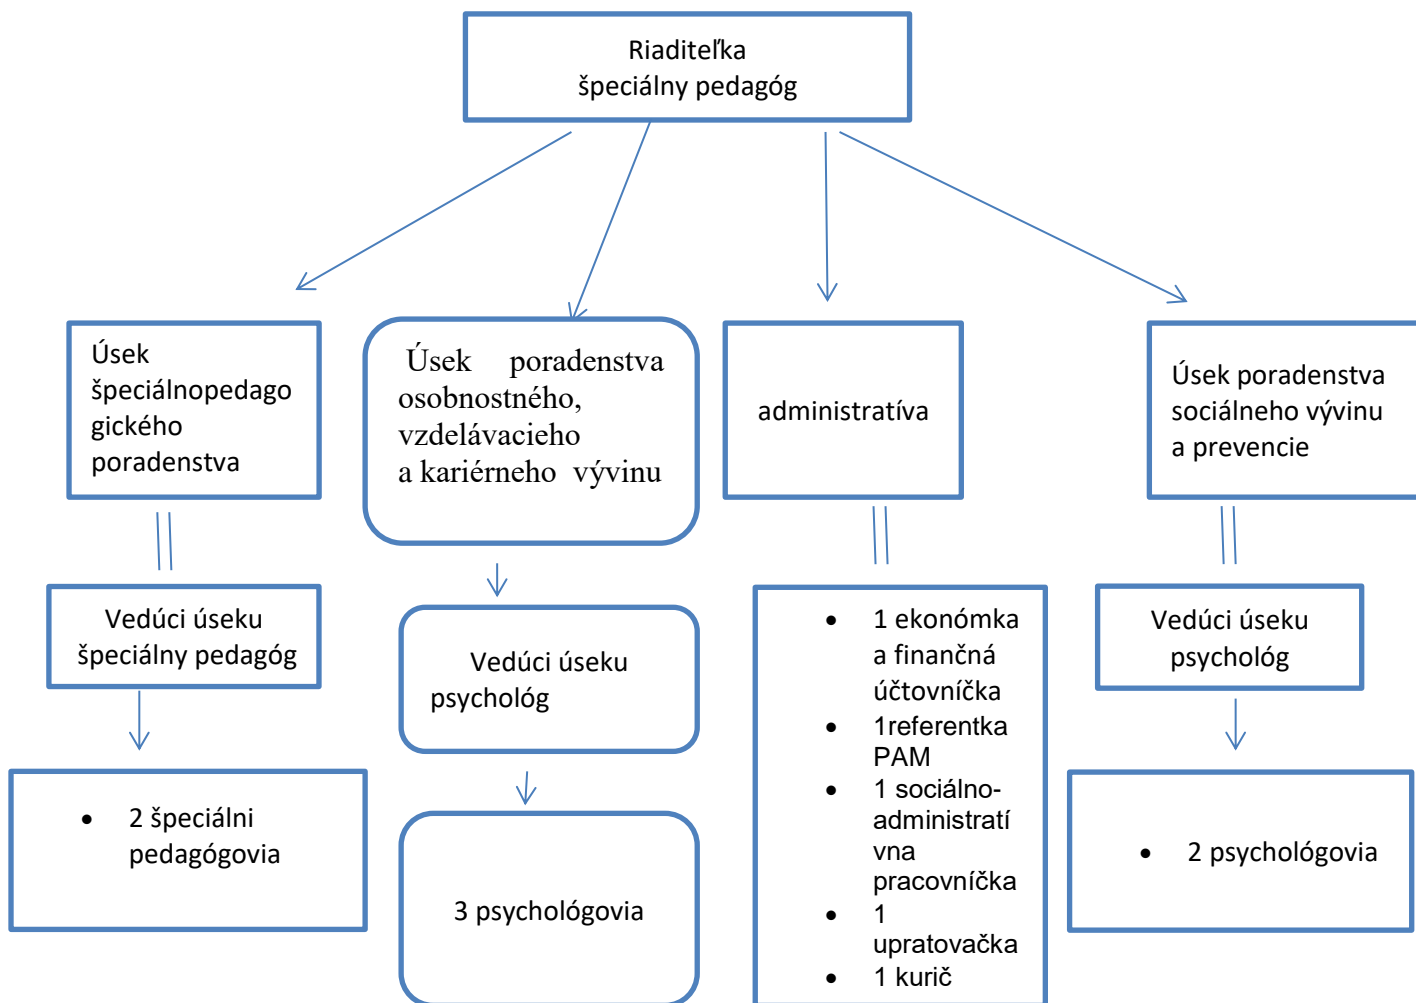 Riaditeľka
špeciálny pedagóg
Úsek
špeciálnopedago
gického
poradenstva
Úsek poradenstva
osobnostného,
vzdelávacieho
a kariérneho vývinu
administratíva
Úsek poradenstva
sociálneho vývinu
a prevencie
Vedúci úseku
špeciálny pedagóg
Vedúci úseku
psychológ
• 1 ekonómka
a finančná
účtovníčka
• 1referentka
PAM
• 1 sociálno-
administratí
vna
pracovníčka
• 1
upratovačka
• 1 kurič
Vedúci úseku
psychológ
• 2 špeciálni
pedagógovia
3 psychológovia
• 2 psychológovia